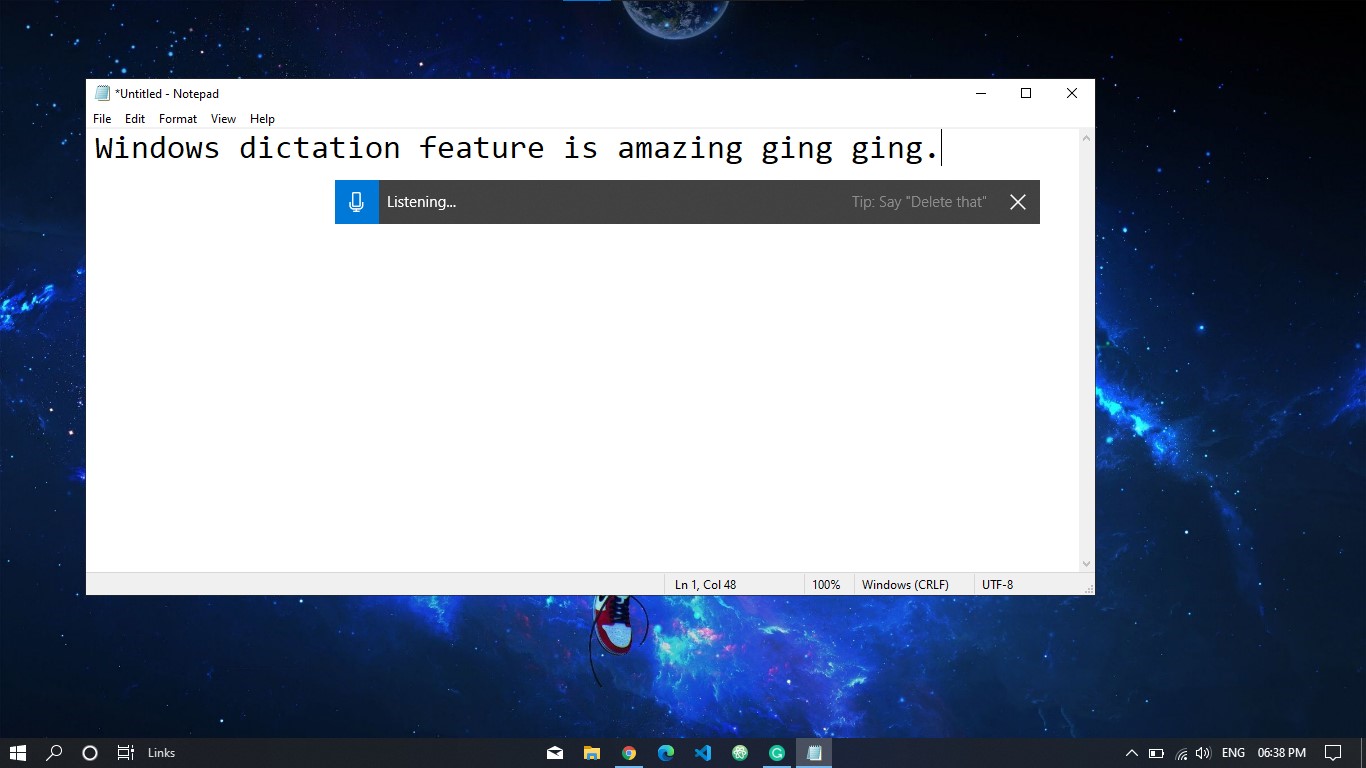 *Untitled - Notepad
File Edit Format View Help
Windows dictation feature is amazing ging ging.
Listening... Tip: Say "Delete that"
Ln 1, Col 48 100% Windows (CRLF) UTF-8
Links ENG 06:38 PM